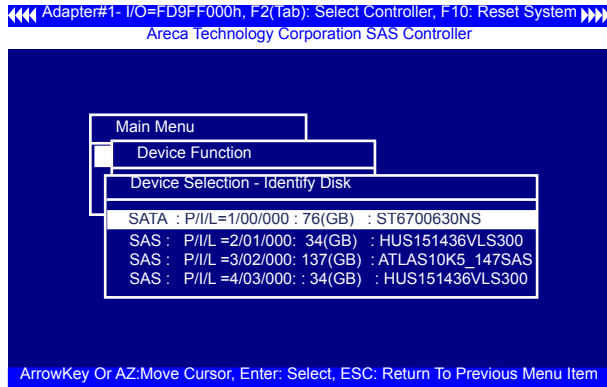 Adapter#1- I/O=FD9FF000h, F2(Tab): Select Controller, F10: Reset System
Areca Technology Corporation SAS Controller
Main Menu
Device Function
Device Selection - Identify Disk
SATA : P/I/L=1/00/000 : 76(GB) : ST6700630NS
SAS : P/I/L =2/01/000: 34(GB) : HUS151436VLS300
SAS : P/I/L =3/02/000: 137(GB) : ATLAS10K5_147SAS
SAS : P/I/L =4/03/000: : 34(GB) : HUS151436VLS300
ArrowKey Or AZ:Move Cursor, Enter: Select, ESC: Return To Previous Menu Item